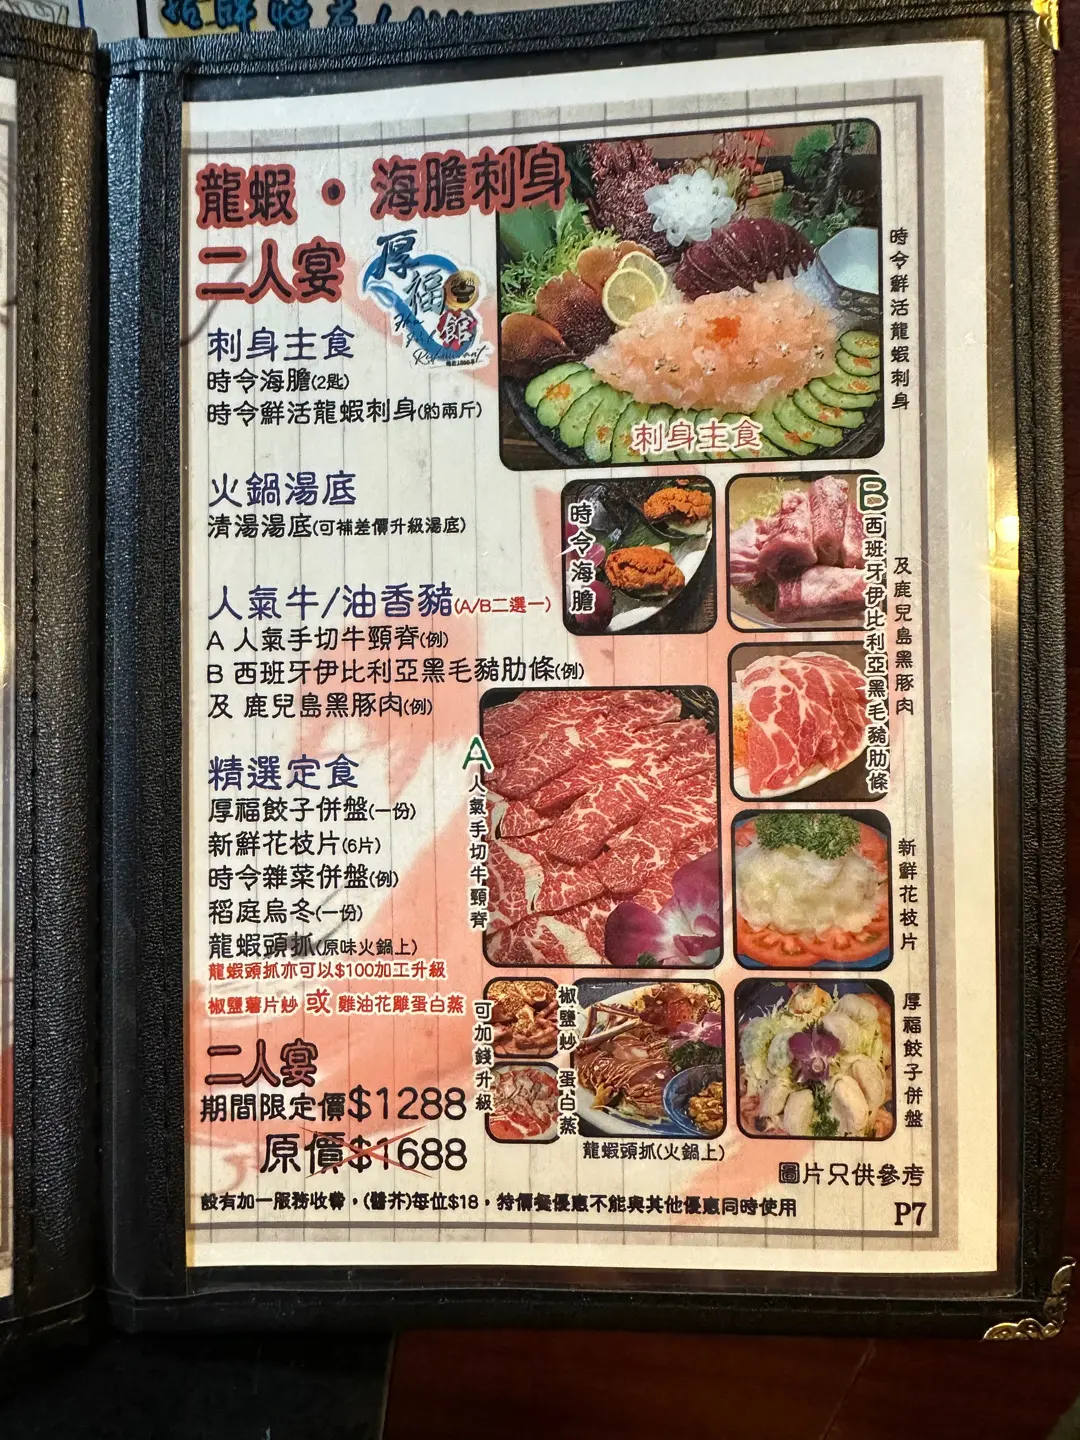 龍蝦・海膽刺身
二人宴
厚福館
Restaurant
刺身主食
時令海膽(2匙)
時令鮮活龍蝦刺身(約兩斤)
火鍋湯底
清湯湯底(可補差價升級湯底)
人氣牛/油香豬(A/B二選一)
A 人氣手切牛頸脊(例)
B 西班牙伊比利亞黑毛豬肋條(例)
及 鹿兒島黑豚肉(例)
精選定食
厚福餃子併盤(一份)
新鮮花枝片(6片)
時令雜菜併盤(例)
稻庭烏冬(一份)
龍蝦頭抓(原味火鍋上)
龍蝦頭抓亦可以$100加工升級
椒鹽薯片炒 或 雞油花雕蛋白蒸
二人宴
期間限定價$1288
原價$1688
設有加一服務收費，(醬芥)每位$18，特價餐優惠不能與其他優惠同時使用
刺身主食
時令鮮活龍蝦刺身
時令海膽
B
西班牙伊比利亞黑毛豬肋條
及鹿兒島黑豚肉
A
人氣手切牛頸脊
新鮮花枝片
厚福餃子併盤
可加錢升級
椒鹽炒
蛋白蒸
龍蝦頭抓(火鍋上)
圖片只供參考
P7